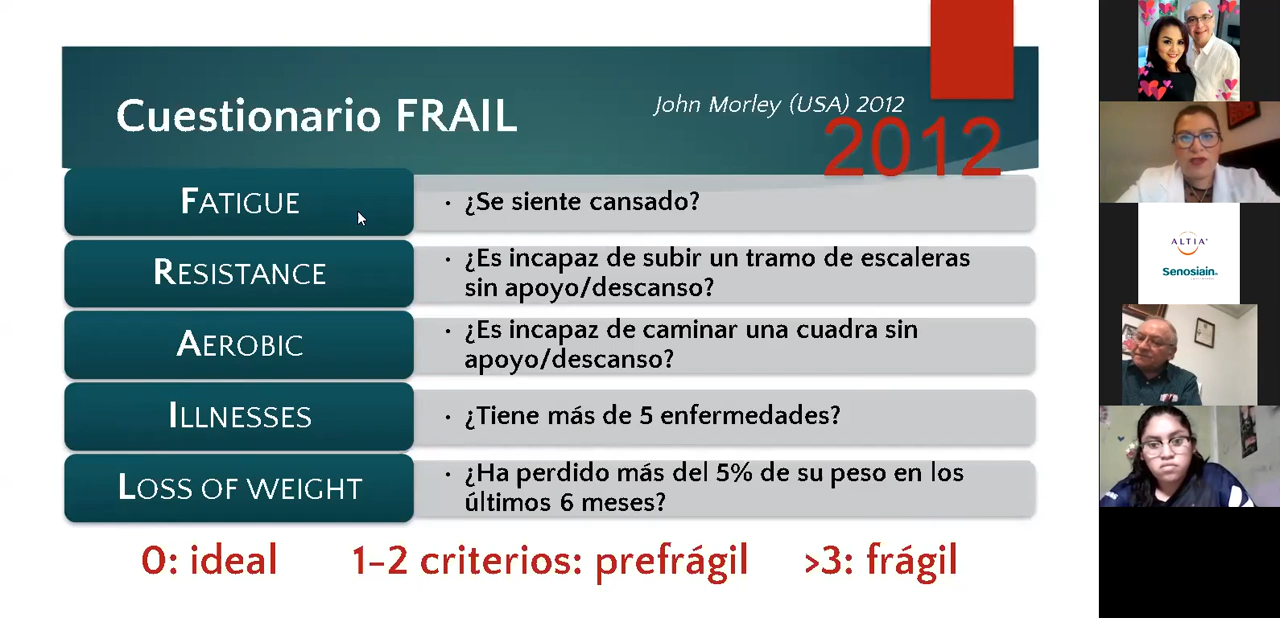 Cuestionario FRAIL
John Morley (USA) 2012
2012
FATIGUE
· ¿Se siente cansado?
RESISTANCE
· ¿Es incapaz de subir un tramo de escaleras
sin apoyo/descanso?
AEROBIC
· ¿Es incapaz de caminar una cuadra sin
apoyo/descanso?
ILLNESSES
· ¿Tiene más de 5 enfermedades?
LOSS OF WEIGHT
· ¿Ha perdido más del 5% de su peso en los
últimos 6 meses?
0: ideal 1-2 criterios: prefrágil >3: frágil
ALTIA
Senosiain